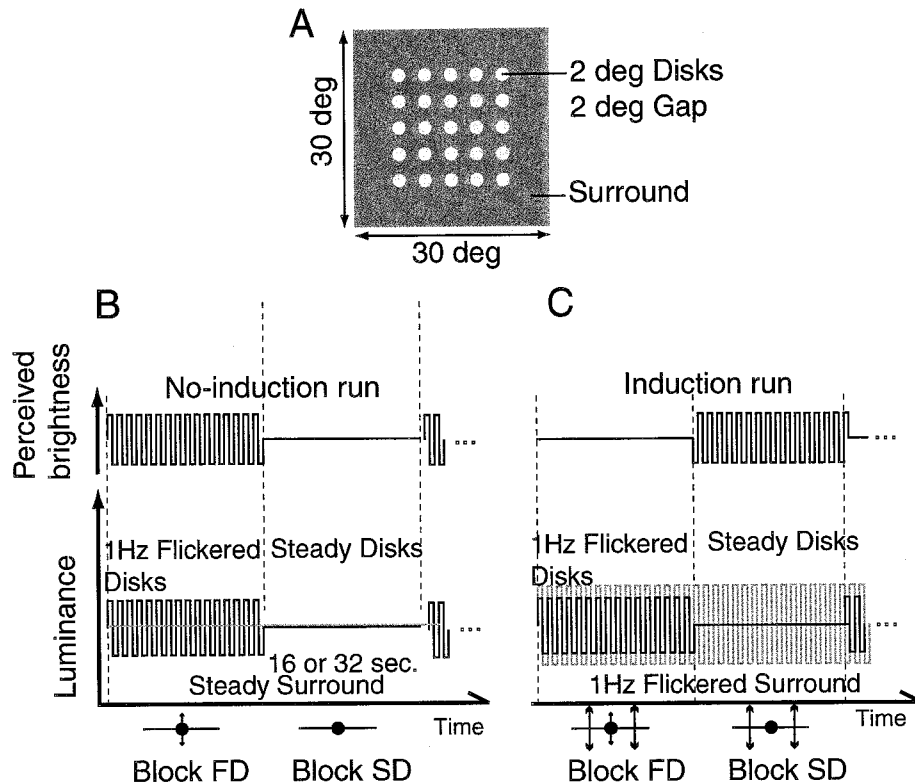 A
30 deg
2 deg Disks
2 deg Gap
Surround
30 deg
B
No-induction run
Perceived
brightness
1Hz Flickered
Disks
Steady Disks
Luminance
16 or 32 sec.
Steady Surround
Time
Block FD
Block SD
C
Induction run
1Hz Flickered
Disks
Steady Disks
1Hz Flickered Surround
Time
Block FD
Block SD